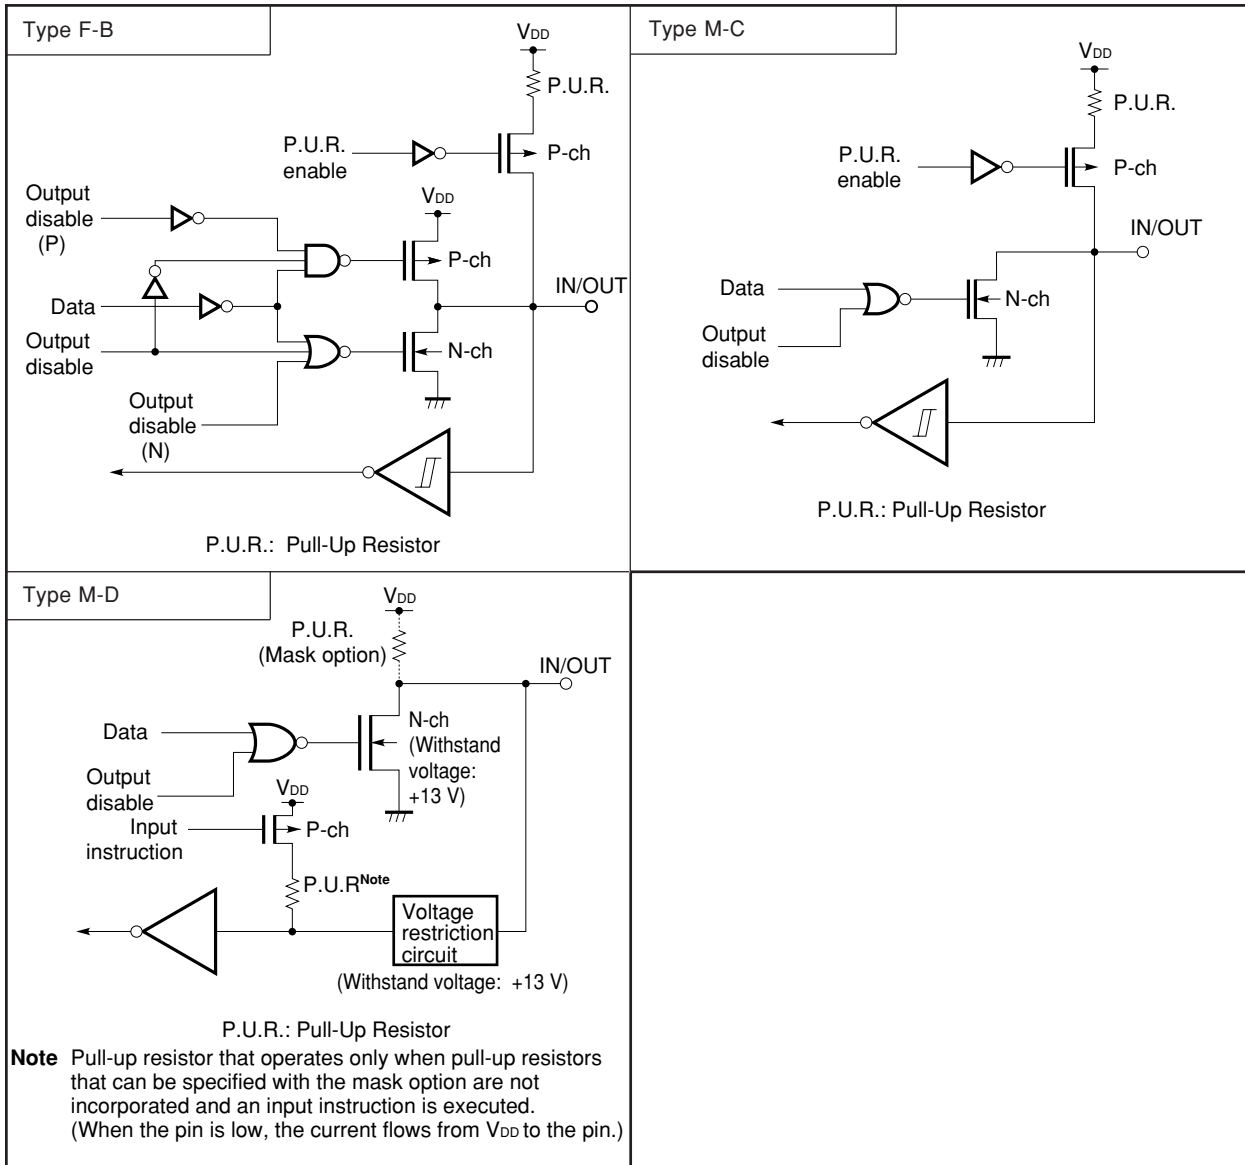 Type F-B
VDD
P.U.R.
P.U.R.
enable
P-ch
Output
disable
(P)
VDD
P-ch
IN/OUT
Data
Output
disable
N-ch
Output
disable
(N)
P.U.R.: Pull-Up Resistor
Type M-C
VDD
P.U.R.
P.U.R.
enable
P-ch
IN/OUT
Data
N-ch
Output
disable
P.U.R.: Pull-Up Resistor
Type M-D
VDD
P.U.R.
(Mask option)
IN/OUT
Data
N-ch
(Withstand
voltage:
+13 V)
Output
disable
VDD
Input
instruction
P-ch
P.U.RNote
Voltage
restriction
circuit
(Withstand voltage: +13 V)
P.U.R.: Pull-Up Resistor
Note Pull-up resistor that operates only when pull-up resistors
that can be specified with the mask option are not
incorporated and an input instruction is executed.
(When the pin is low, the current flows from VDD to the pin.)